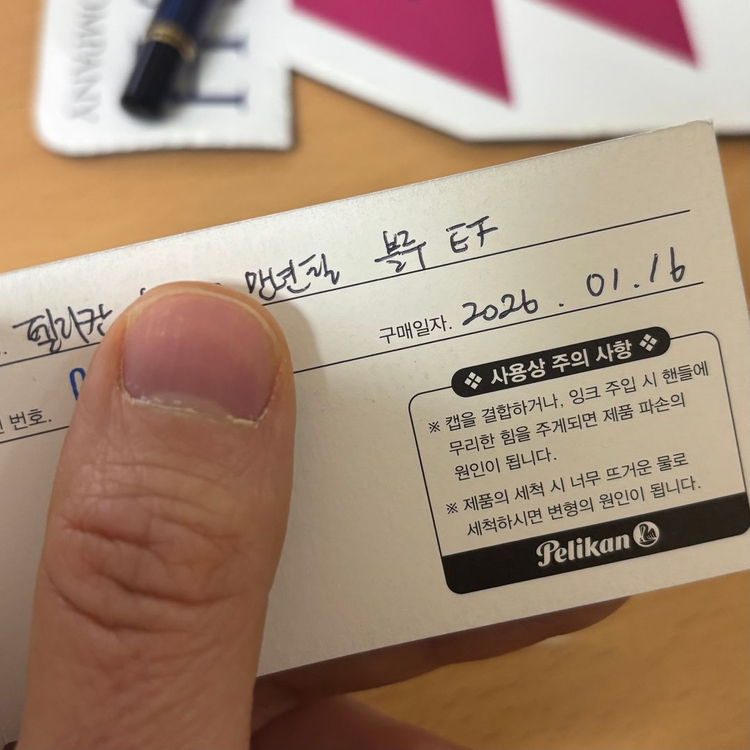 COMPANY
펠리칸 만년필 블루 EF
구매일자. 2026 . 01.16
번호.
❖ 사용상 주의 사항 ❖
※ 캡을 결합하거나, 잉크 주입 시 핸들에
무리한 힘을 주게되면 제품 파손의
원인이 됩니다.
※ 제품의 세척 시 너무 뜨거운 물로
세척하시면 변형의 원인이 됩니다.
Pelikan